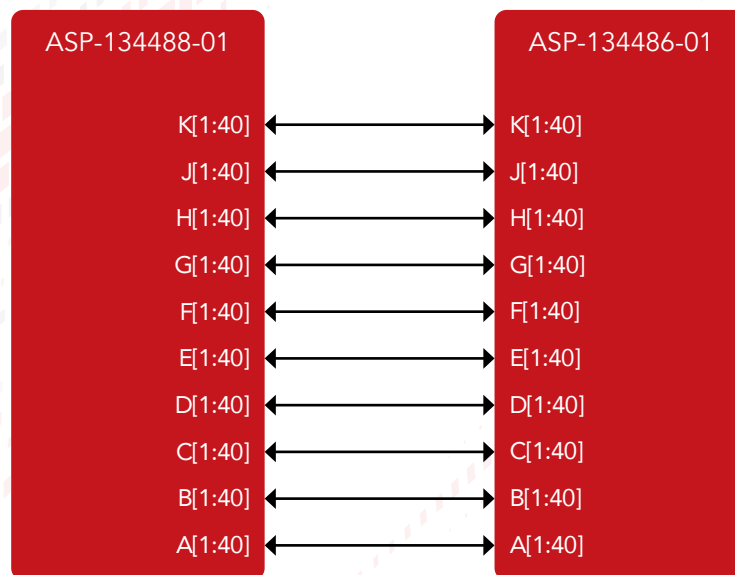 ASP-134488-01 ASP-134486-01
K[1:40] K[1:40]
J[1:40] J[1:40]
H[1:40] H[1:40]
G[1:40] G[1:40]
F[1:40] F[1:40]
E[1:40] E[1:40]
D[1:40] D[1:40]
C[1:40] C[1:40]
B[1:40] B[1:40]
A[1:40] A[1:40]